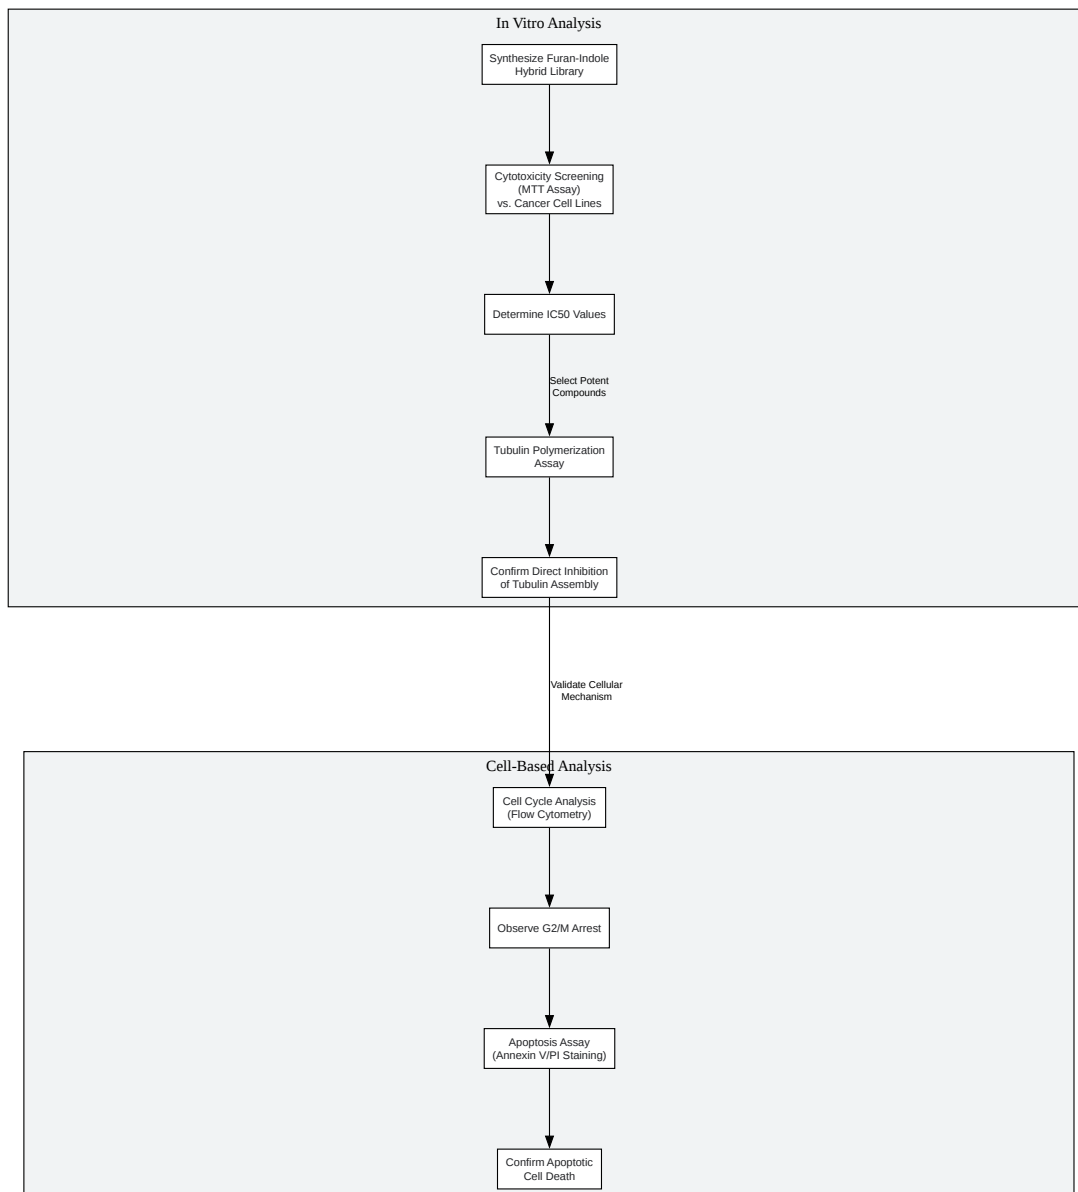 In Vitro Analysis
Synthesize Furan-Indole
Hybrid Library
Cytotoxicity Screening
(MTT Assay)
vs. Cancer Cell Lines
Determine IC50 Values
Select Potent
Compounds
Tubulin Polymerization
Assay
Confirm Direct Inhibition
of Tubulin Assembly
Validate Cellular
Mechanism
Cell-Based Analysis
Cell Cycle Analysis
(Flow Cytometry)
Observe G2/M Arrest
Apoptosis Assay
(Annexin V/PI Staining)
Confirm Apoptotic
Cell Death